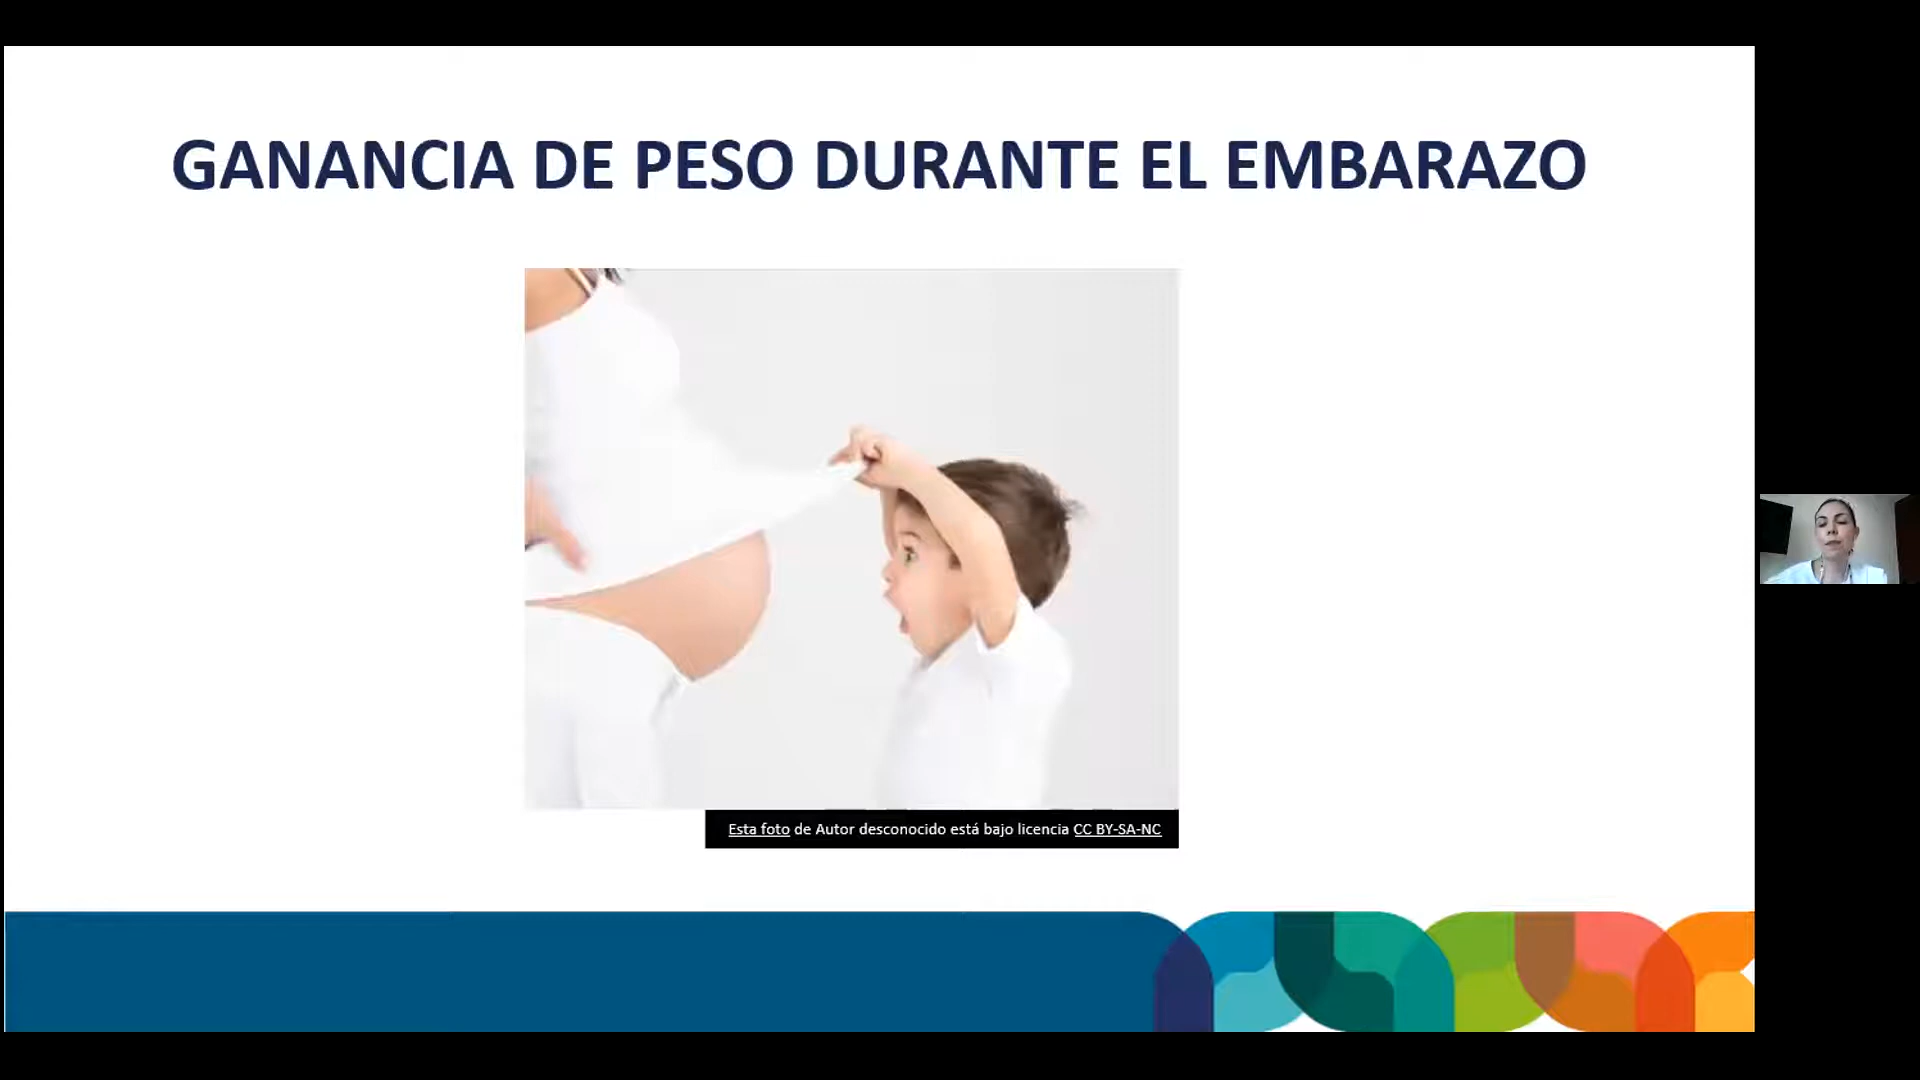 GANANCIA DE PESO DURANTE EL EMBARAZO
Esta foto de Autor desconocido está bajo licencia CC BY-SA-NC